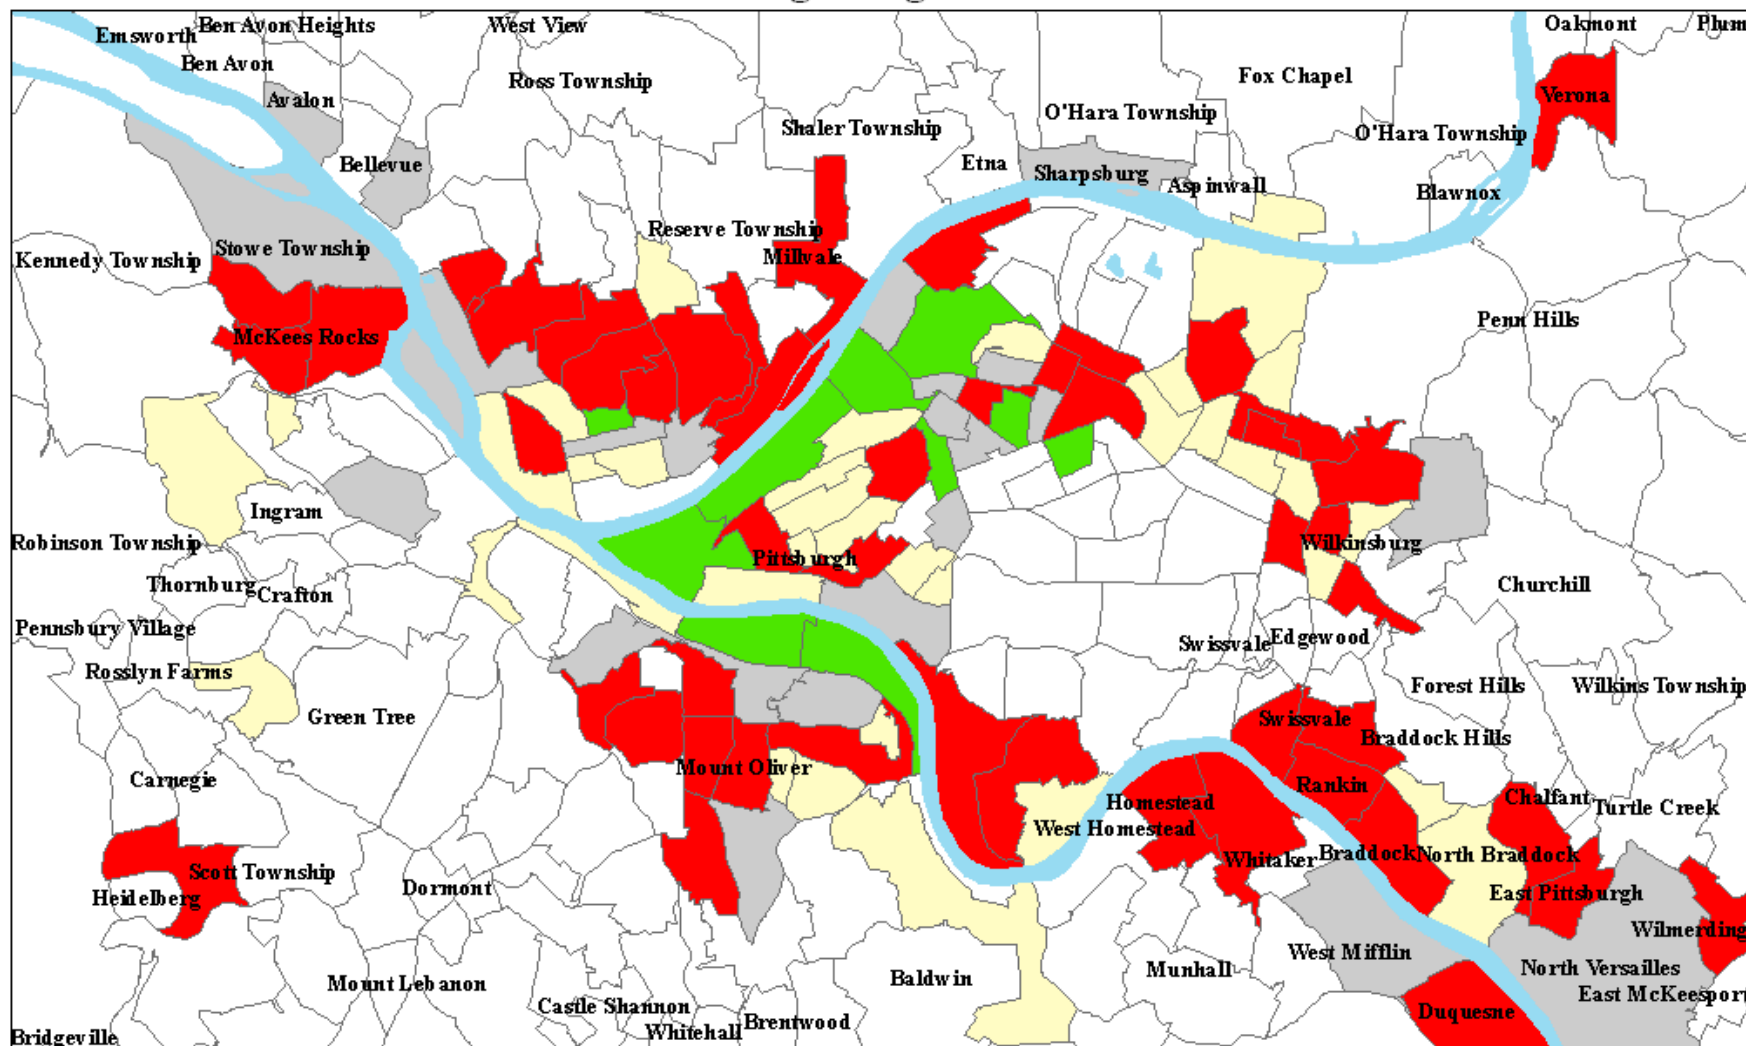 Oakmont
Plum
Ben Avon Heights
West View
Emsworth
Ben Avon
Ross Township
Fox Chapel
Avalon
Verona
O'Hara Township
Shaler Township
O'Hara Township
Bellevue
Etna
Sharpsburg
Aspinwall
Blawnox
Reserve Township
Stowe Township
Millvale
Kennedy Township
Penn Hills
McKees Rocks
Ingram
Robinson Township
Wilkinsburg
Pittsburgh
Thornburg
Crafton
Churchill
Pennsbury Village
Edgewood
Swissvale
Rosslyn Farms
Forest Hills
Wilkins Township
Green Tree
Swissvale
Braddock Hills
Mount Oliver
Carnegie
Rankin
Chalfant
Homestead
Turtle Creek
West Homestead
Braddock
North Braddock
Whitaker
Scott Township
Dormont
East Pittsburgh
Heidelberg
Wilmerding
West Mifflin
Munhall
North Versailles
Baldwin
Mount Lebanon
East McKeesport
Castle Shannon
Duquesne
Brentwood
Whitehall
Bridgeville